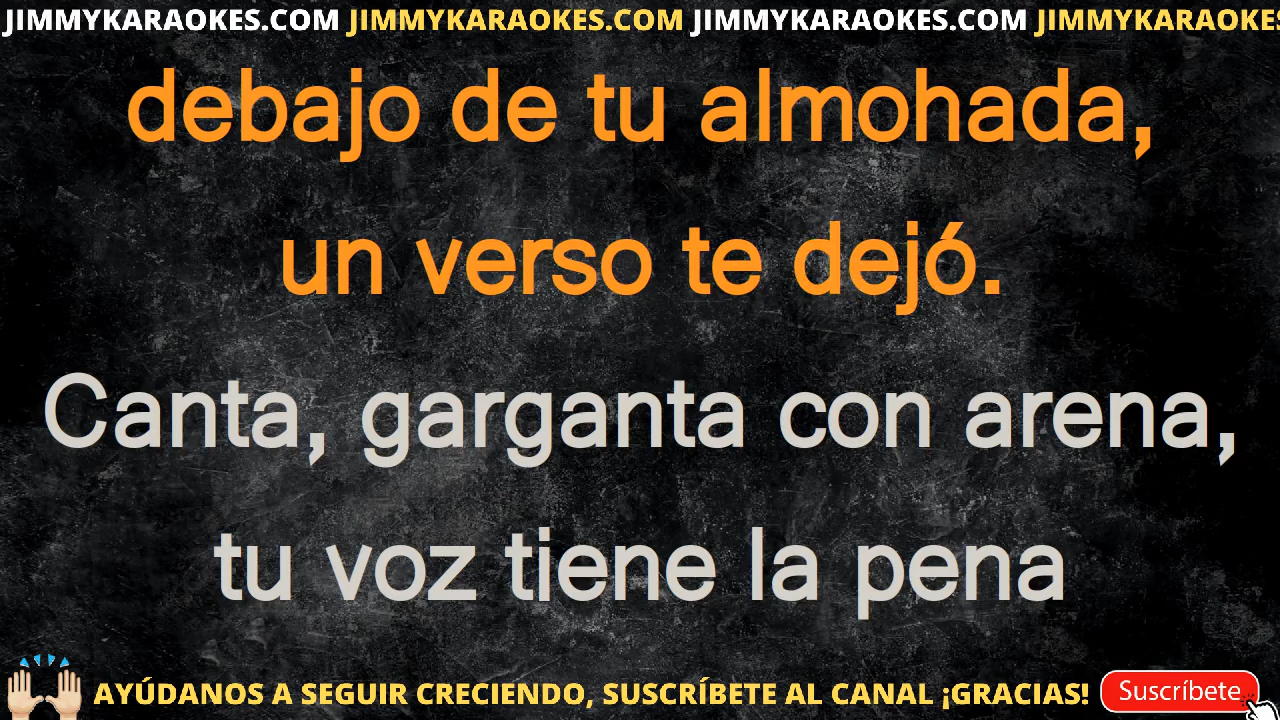 JIMMYKARAOKES.COM JIMMYKARAOKES.COM JIMMYKARAOKES.COM JIMMYKARAOKES
debajo de tu almohada,
un verso te dejó.
Canta, garganta con arena,
tu voz tiene la pena
AYÚDANOS A SEGUIR CRECIENDO, SUSCRÍBETE AL CANAL ¡GRACIAS! Suscríbete